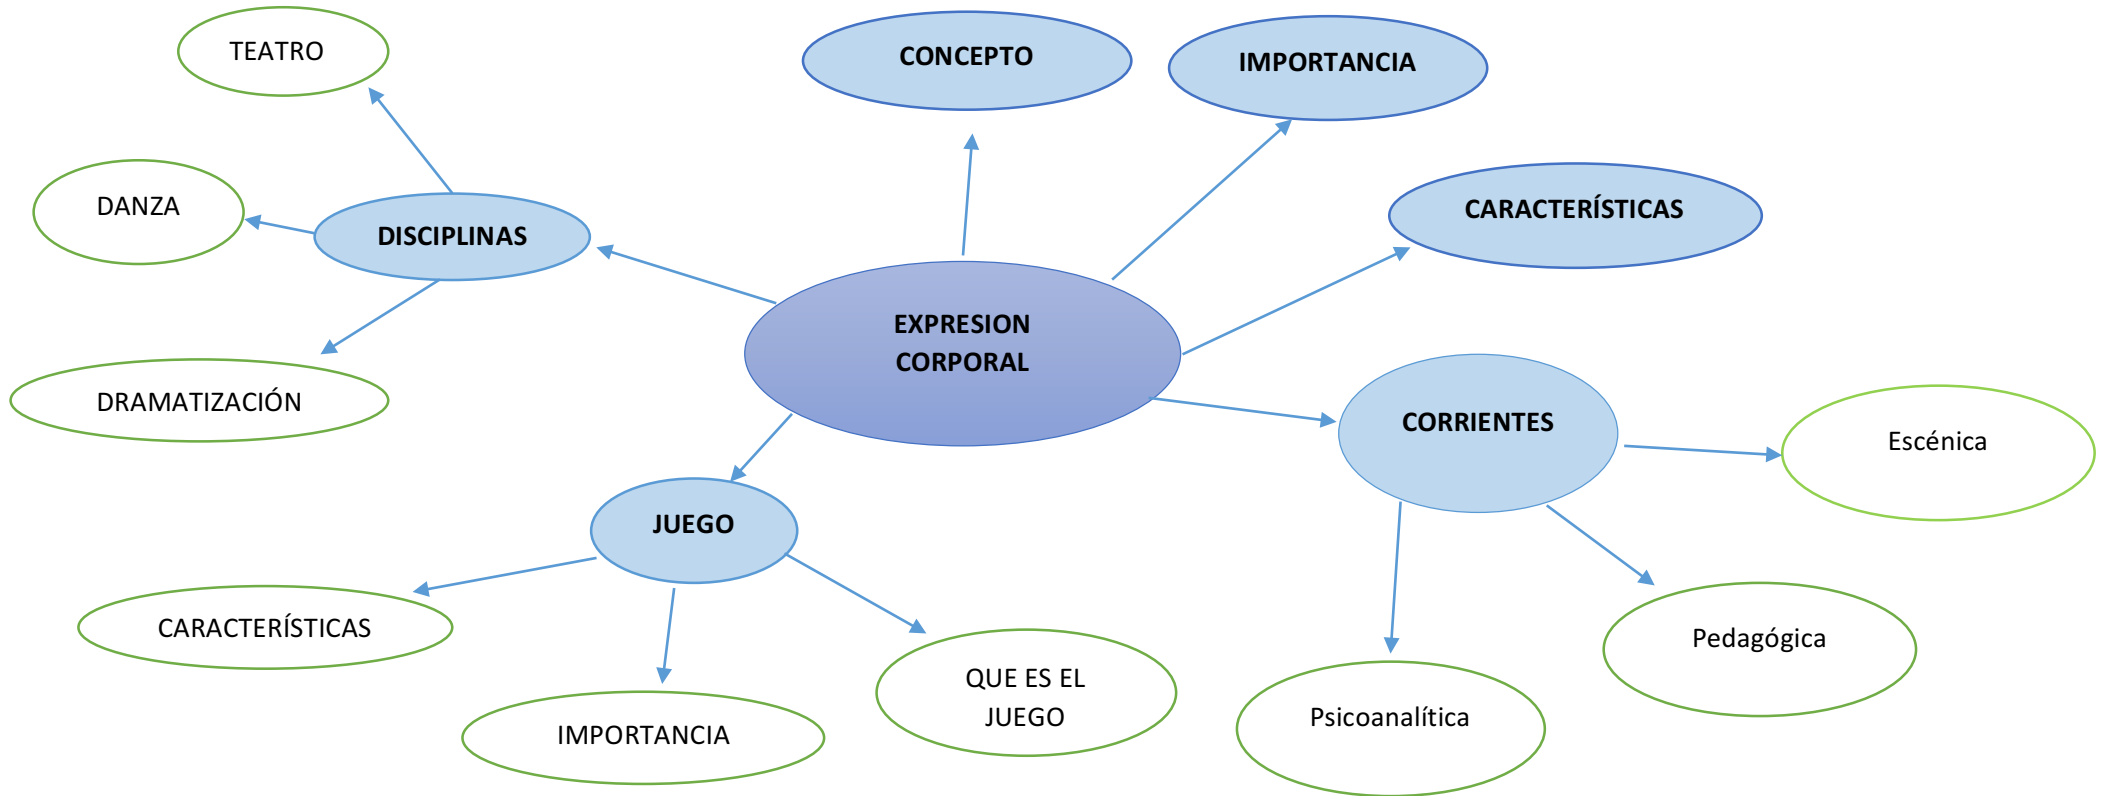 TEATRO
CONCEPTO
IMPORTANCIA
DANZA
CARACTERÍSTICAS
DISCIPLINAS
EXPRESION
CORPORAL
DRAMATIZACIÓN
CORRIENTES
Escénica
JUEGO
CARACTERÍSTICAS
Pedagógica
QUE ES EL
JUEGO
Psicoanalítica
IMPORTANCIA